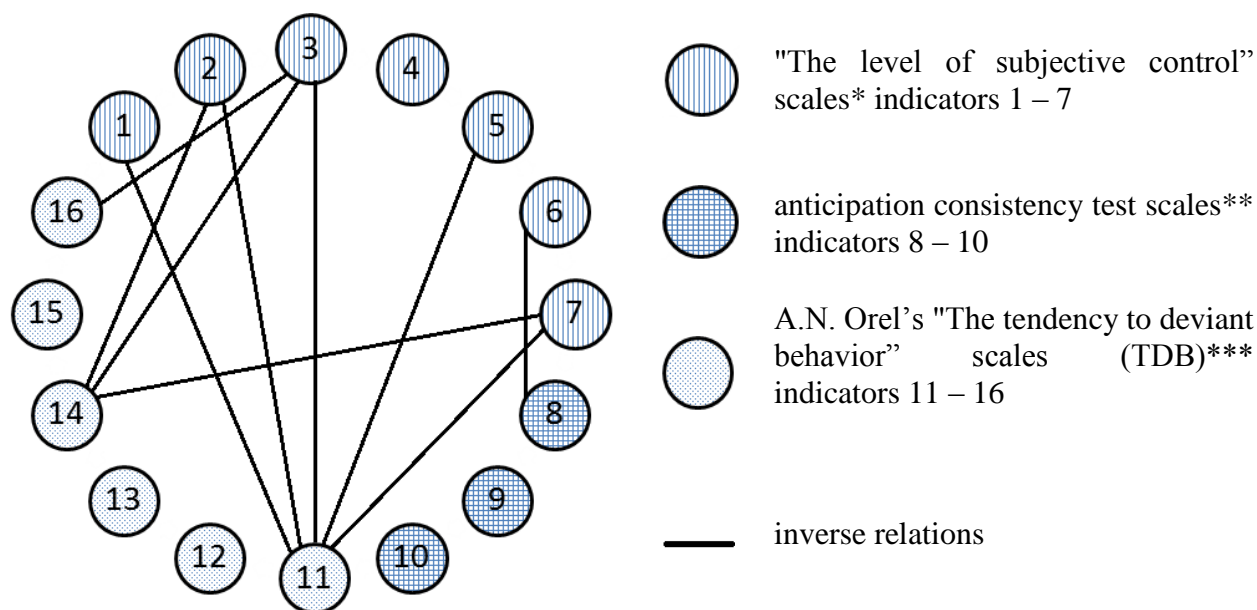 3
2
4
1
5
16
6
15
7
14
8
13
9
12
10
11
"The level of subjective control”
scales* indicators 1 – 7
anticipation consistency test scales**
indicators 8 – 10
A.N. Orel’s "The tendency to deviant
behavior” scales (TDB)***
indicators 11 – 16
inverse relations